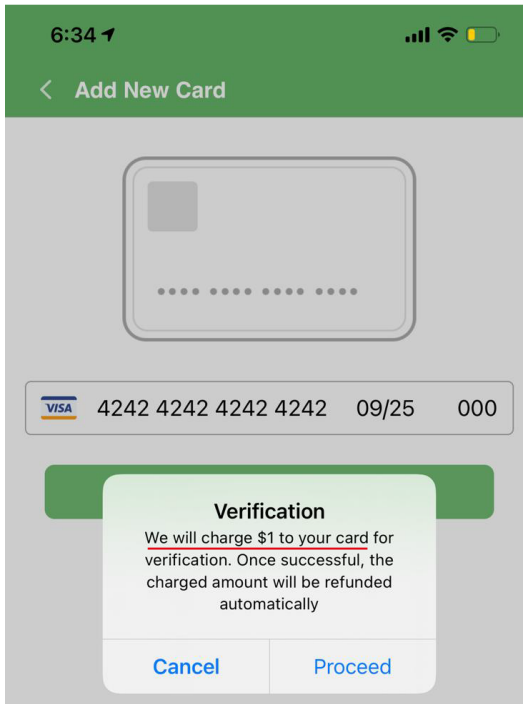 6:34
Add New Card
VISA 4242 4242 4242 4242 09/25 000
Verification
We will charge $1 to your card for
verification. Once successful, the
charged amount will be refunded
automatically
Cancel Proceed